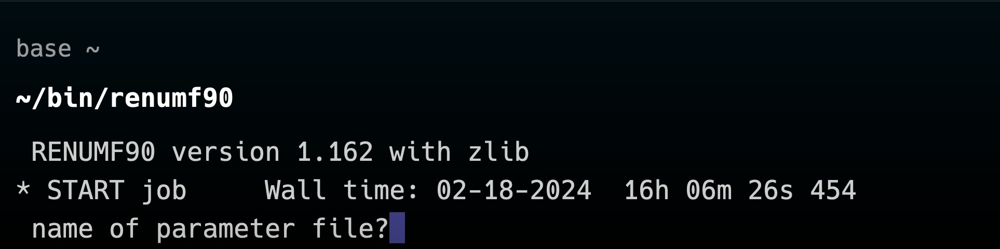 base ~
~/bin/renumf90
RENUMF90 version 1.162 with zlib
* START job     Wall time: 02-18-2024  16h 06m 26s 454
name of parameter file?